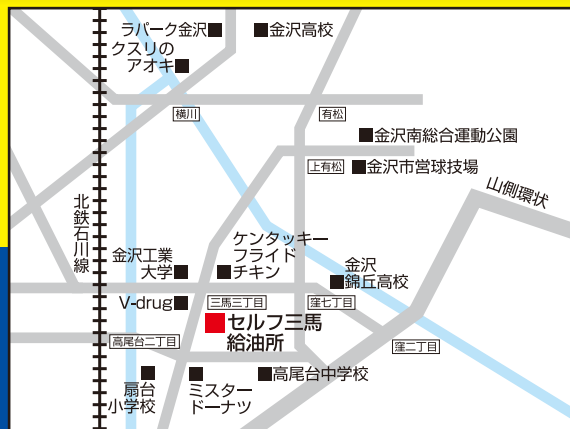 ラパーク金沢
金沢高校
クスリの
アオキ
横川
有松
金沢南総合運動公園
上有松
金沢市営球技場
山側環状
北鉄石川線
金沢工業
大学
ケンタッキー
フライド
チキン
金沢
錦丘高校
V-drug
三馬三丁目
窪七丁目
セルフ三馬
給油所
高尾台二丁目
窪二丁目
扇台
小学校
ミスター
ドーナツ
高尾台中学校